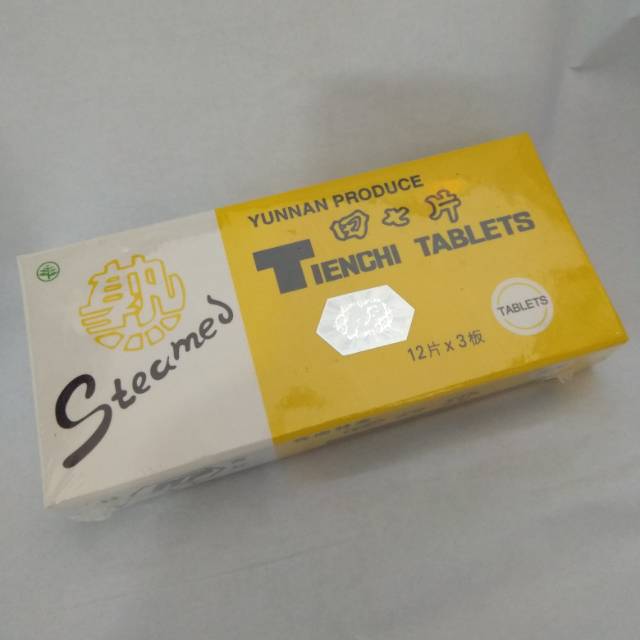 熟
Steamed
YUNNAN PRODUCE
田七片
TIENCHI TABLETS
TABLETS
12片 x 3板